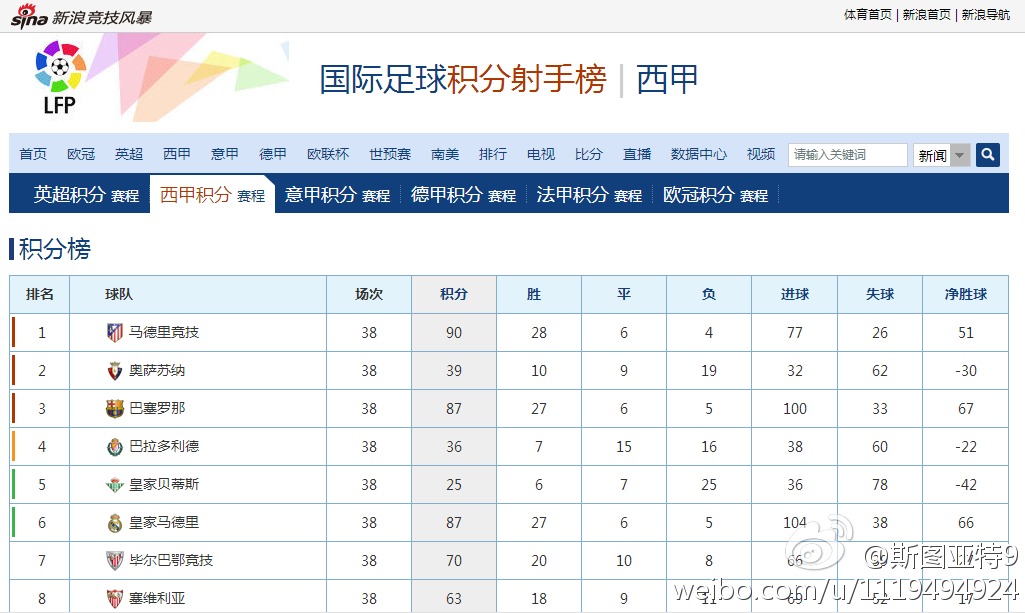 sina 新浪竞技风暴 体育首页 | 新浪首页 | 新浪导航
LFP 国际足球积分射手榜 | 西甲
首页 欧冠 英超 西甲 意甲 德甲 欧联杯 世预赛 南美 排行 电视 比分 直播 数据中心 视频 请输入关键词 新闻
英超积分 赛程 西甲积分 赛程 意甲积分 赛程 德甲积分 赛程 法甲积分 赛程 欧冠积分 赛程
积分榜
排名 球队 场次 积分 胜 平 负 进球 失球 净胜球
1 马德里竞技 38 90 28 6 4 77 26 51
2 奥萨苏纳 38 39 10 9 19 32 62 -30
3 巴塞罗那 38 87 27 6 5 100 33 67
4 巴拉多利德 38 36 7 15 16 38 60 -22
5 皇家贝蒂斯 38 25 6 7 25 36 78 -42
6 皇家马德里 38 87 27 6 5 104 38 66
7 毕尔巴鄂竞技 38 70 20 10 8 66
@斯图亚特9
8 塞维利亚 38 63 18 9 11 69 52 17
weibo.com/u/1119494924